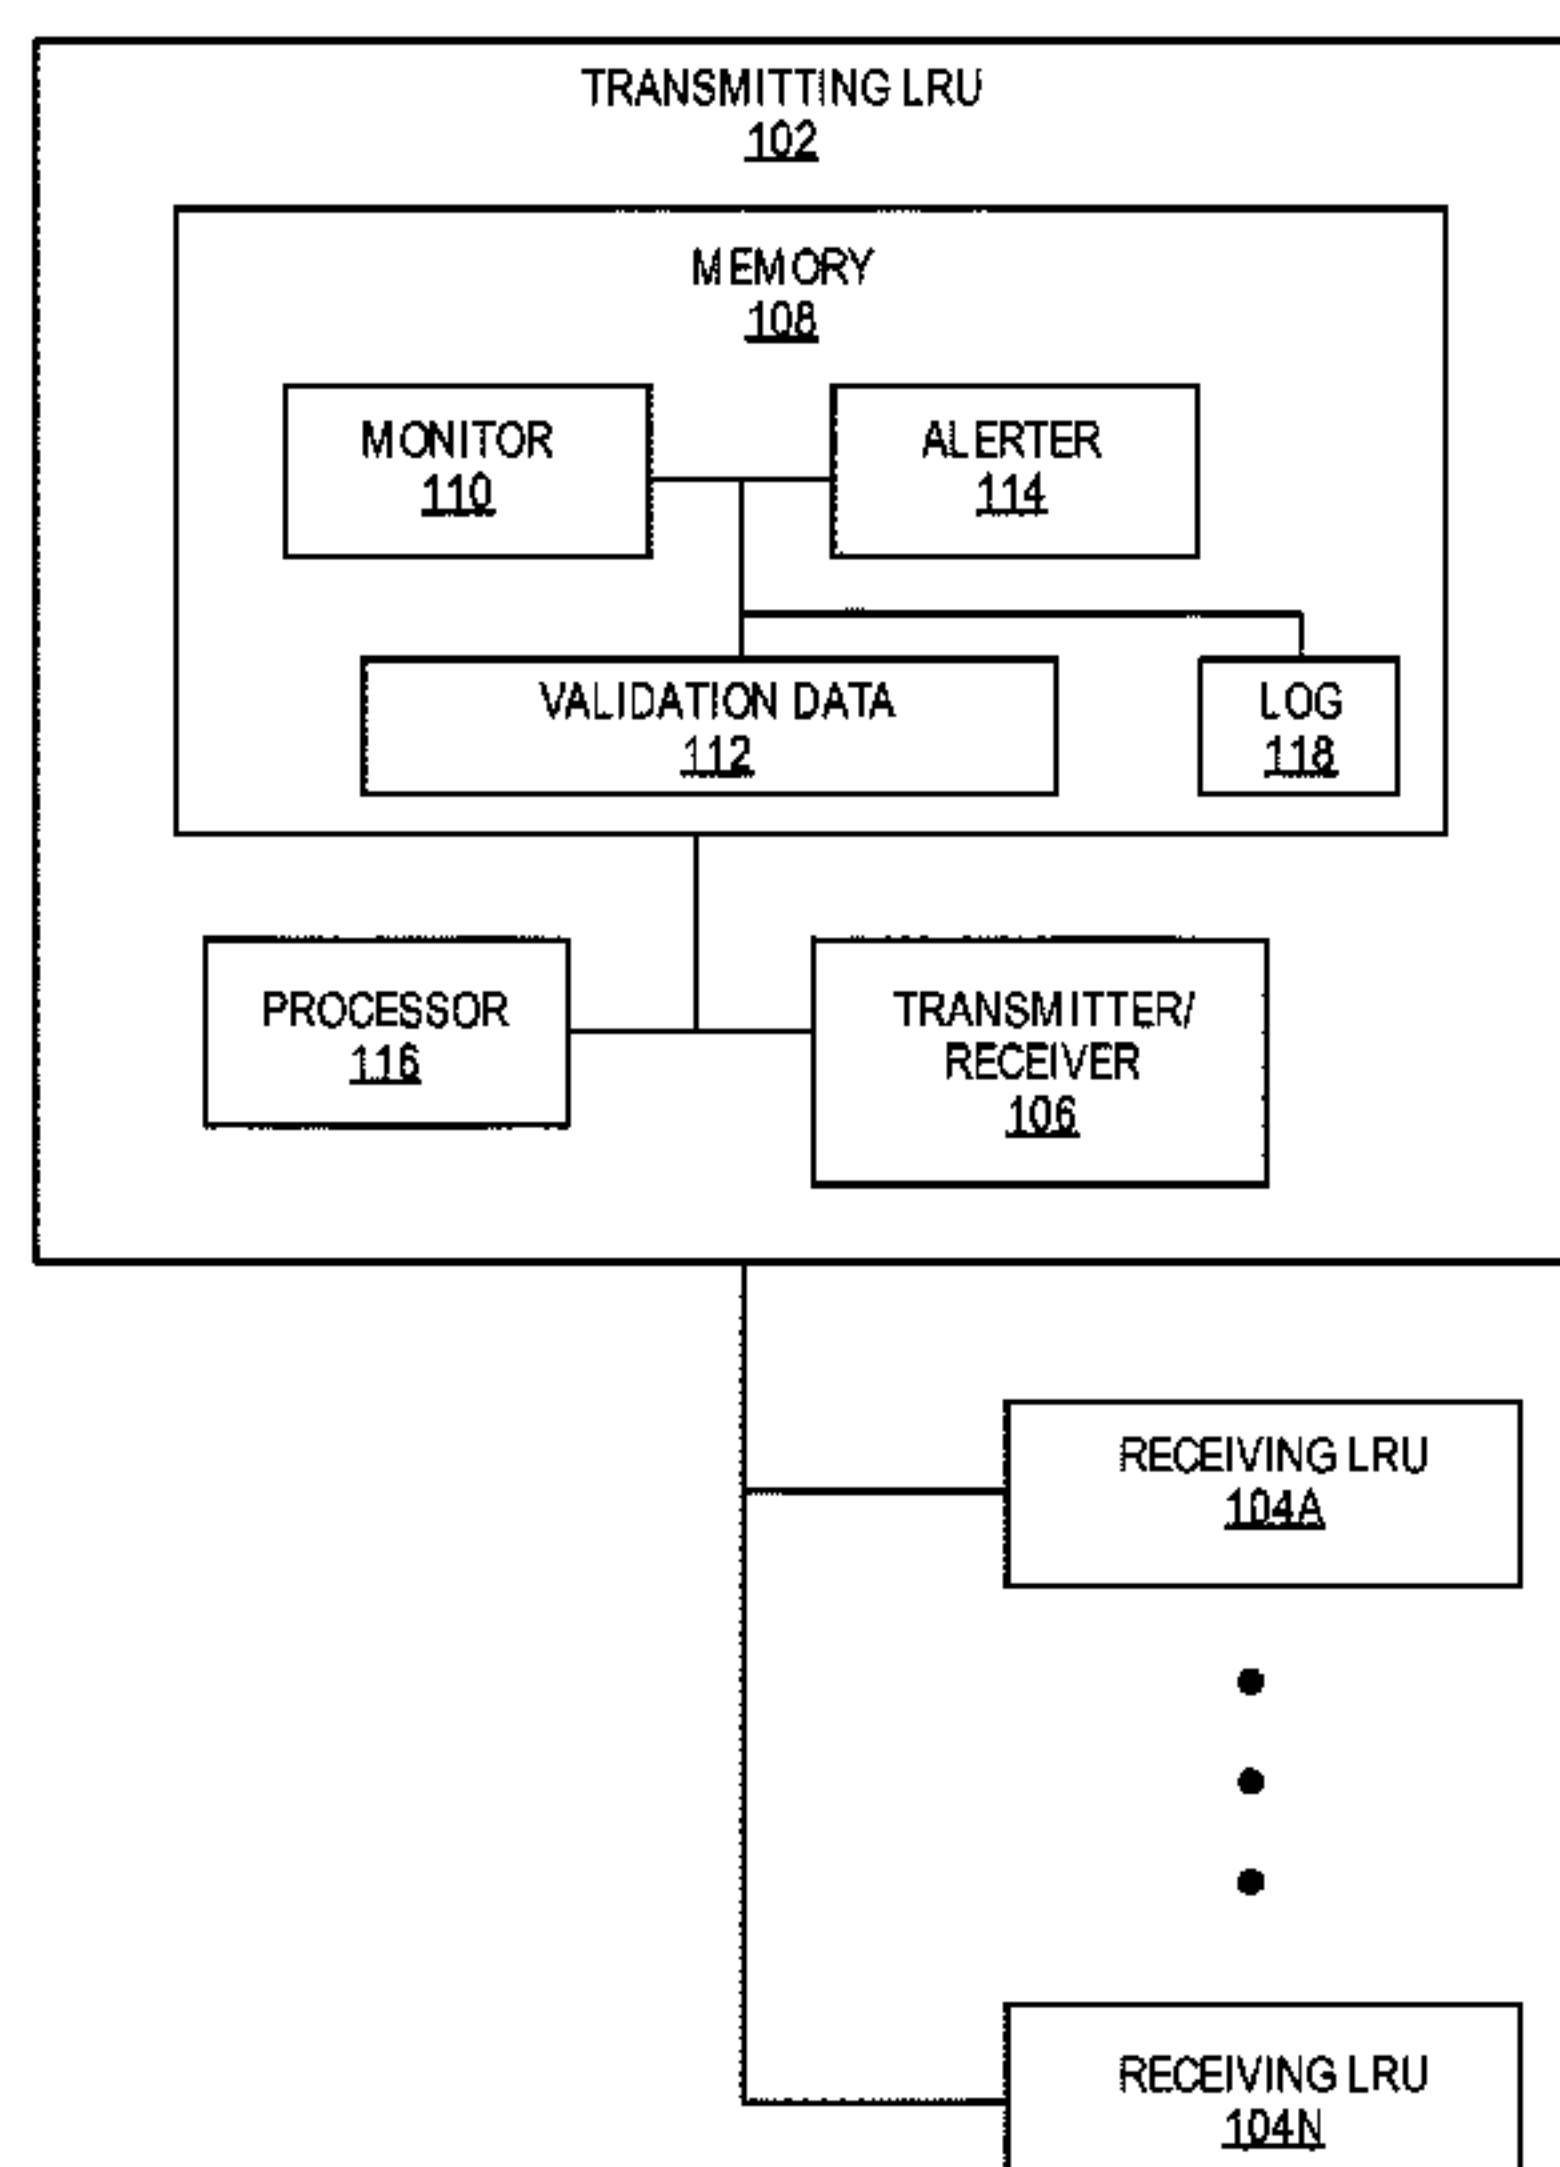 TRANSMITTING LRU
102
MEMORY
108
MONITOR
110
ALERTER
114
VALIDATION DATA
112
LOG
118
PROCESSOR
116
TRANSMITTER/
RECEIVER
106
RECEIVING LRU
104A
RECEIVING LRU
104N